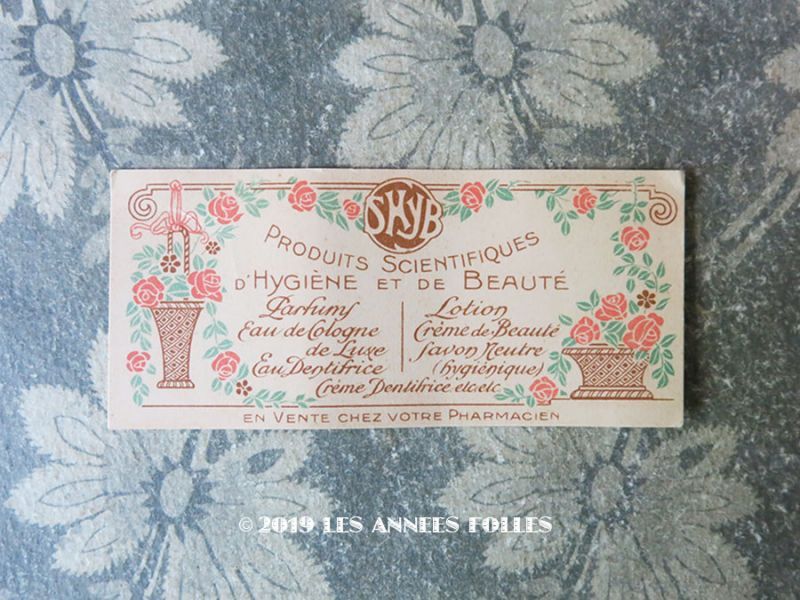 SHYB
PRODUITS SCIENTIFIQUES
D'HYGIÈNE ET DE BEAUTÉ
Parfums
Eau de Cologne
de Luxe
Eau Dentifrice
Lotion
Crème de Beauté
Savon Neutre
(hygiènique)
Crème Dentifrice etc etc
EN VENTE CHEZ VOTRE PHARMACIEN
© 2019 LES ANNEES FOLLES